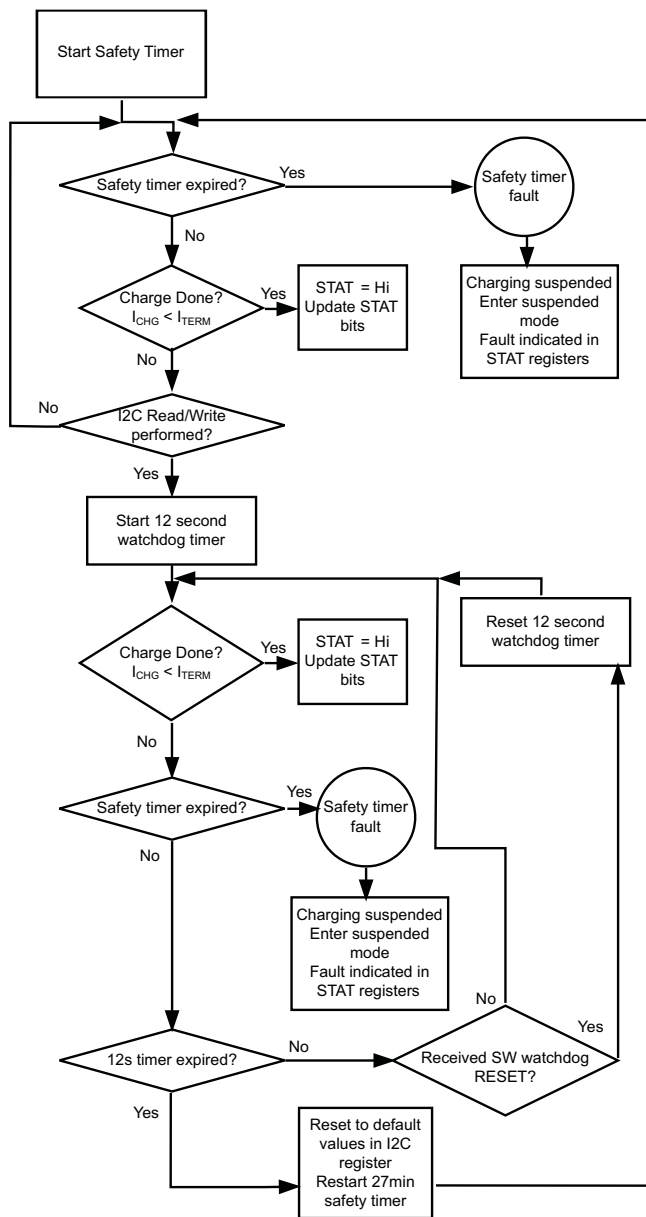 Start Safety Timer
Safety timer expired?
Yes
Safety timer
fault
No
Charge Done?
I_CHG < I_TERM
Yes
STAT = Hi
Update STAT
bits
Charging suspended
Enter suspended
mode
Fault indicated in
STAT registers
No
No
I2C Read/Write
performed?
Yes
Start 12 second
watchdog timer
Reset 12 second
watchdog timer
Charge Done?
I_CHG < I_TERM
Yes
STAT = Hi
Update STAT
bits
No
Safety timer expired?
Yes
Safety timer
fault
No
Charging suspended
Enter suspended
mode
Fault indicated in
STAT registers
No
Yes
12s timer expired?
No
Received SW watchdog
RESET?
Yes
Reset to default
values in I2C
register
Restart 27min
safety timer